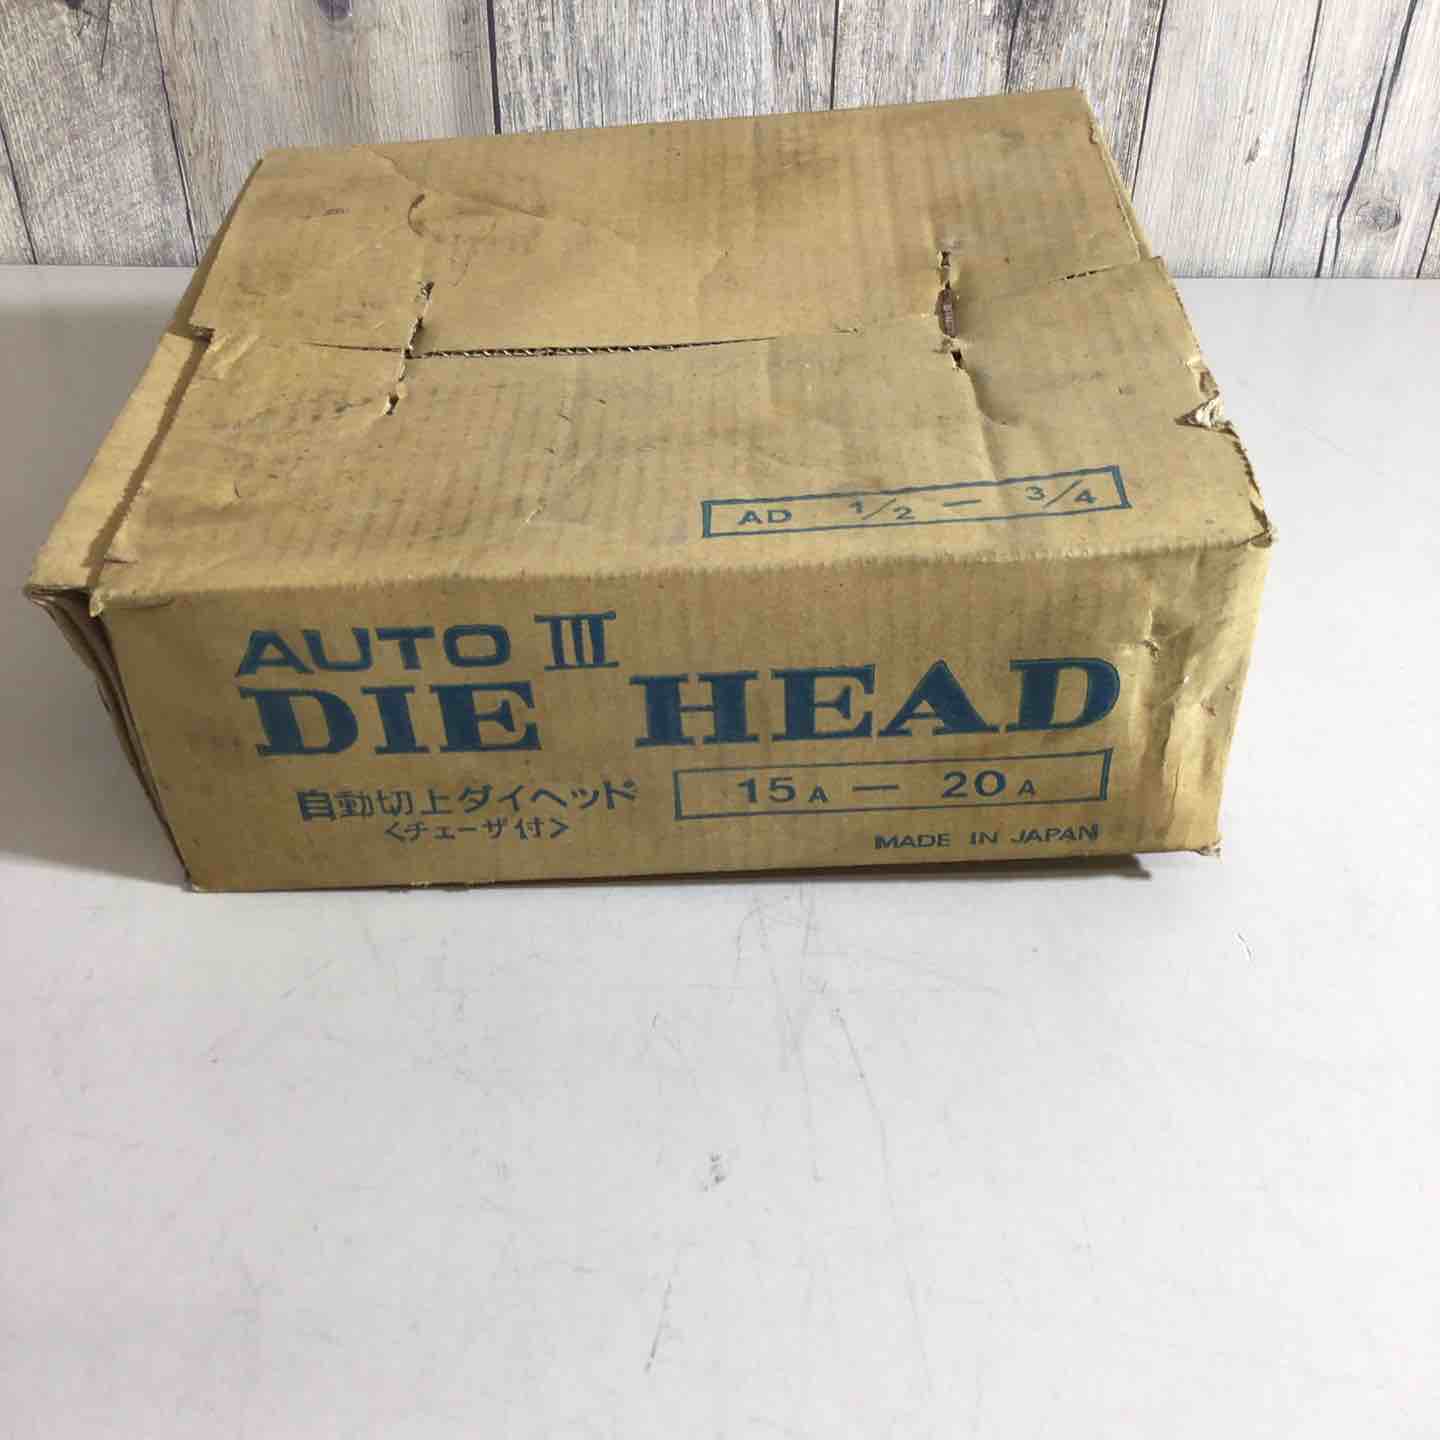 AD 1/2 — 3/4
AUTO III
DIE HEAD
自動切上ダイヘッド
<チェーザ付>
15A — 20A
MADE IN JAPAN